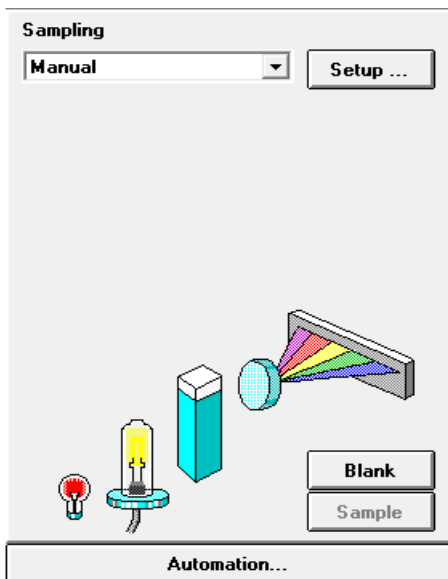 Sampling
Manual
Setup ...
Blank
Sample
Automation...